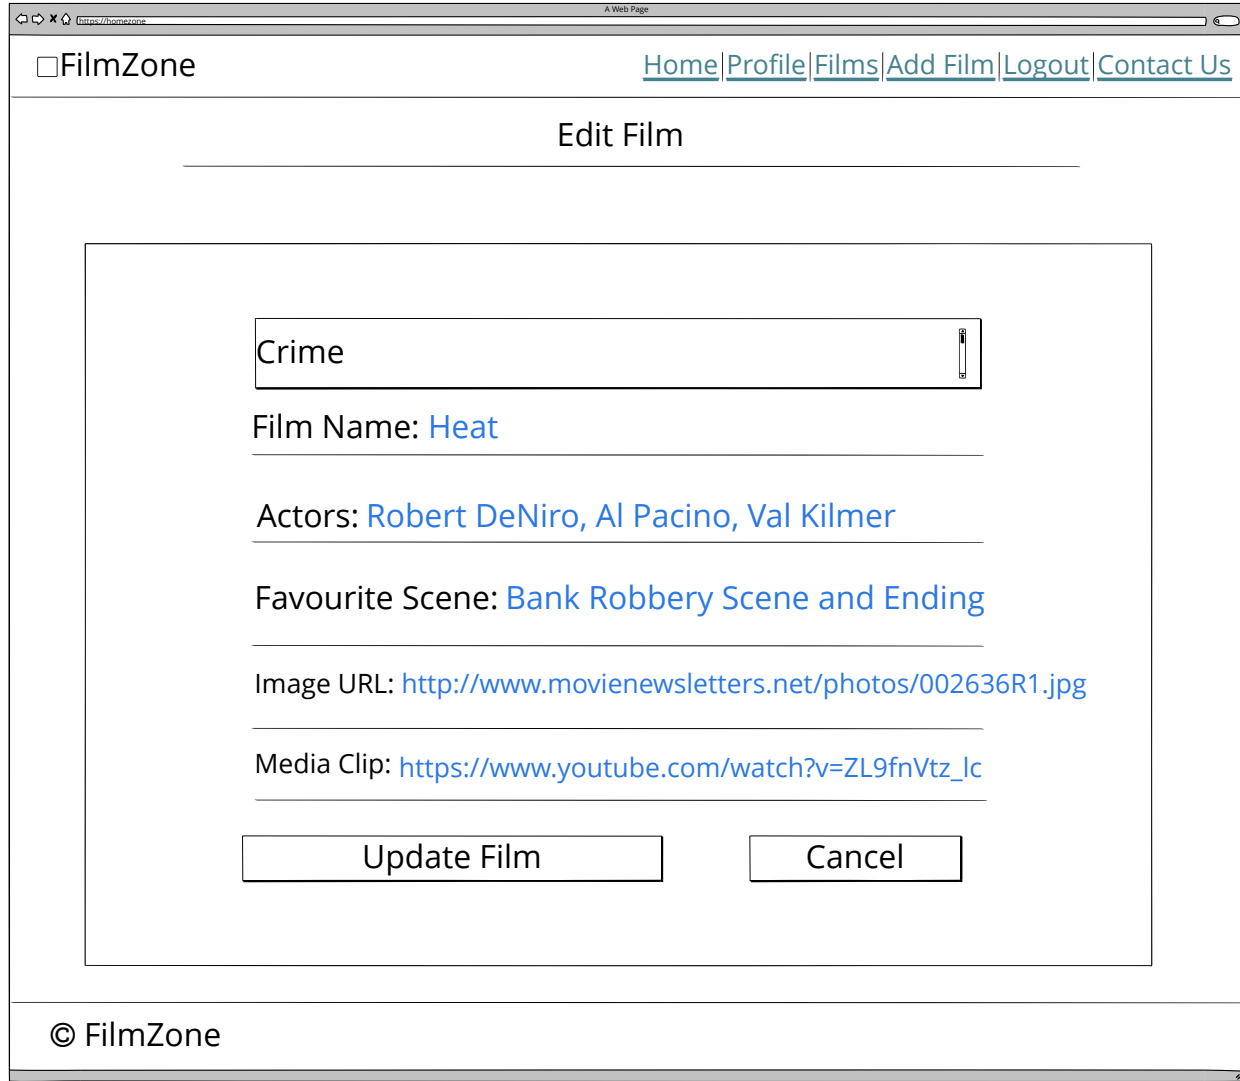 A Web Page
https://homezone
FilmZone
Home|Profile|Films|Add Film|Logout|Contact Us
Edit Film
Crime
Film Name: Heat
Actors: Robert DeNiro, Al Pacino, Val Kilmer
Favourite Scene: Bank Robbery Scene and Ending
Image URL: http://www.movienewsletters.net/photos/002636R1.jpg
Media Clip: https://www.youtube.com/watch?v=ZL9fnVtz_lc
Update Film
Cancel
© FilmZone